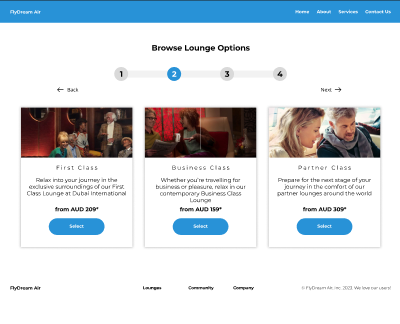 FlyDream Air
Home About Services Contact Us
Browse Lounge Options
1 2 3 4
Back Next
First Class
Relax into your journey in the
exclusive surroundings of our First
Class Lounge at Dubai International
from AUD 209*
Select
Business Class
Whether you're travelling for
business or pleasure, relax in our
contemporary Business Class
Lounge
from AUD 159*
Select
Partner Class
Prepare for the next stage of your
journey in the comfort of our
partner lounges around the world
from AUD 309*
Select
FlyDream Air Lounges Community Company © FlyDream Air, Inc. 2023. We love our users!